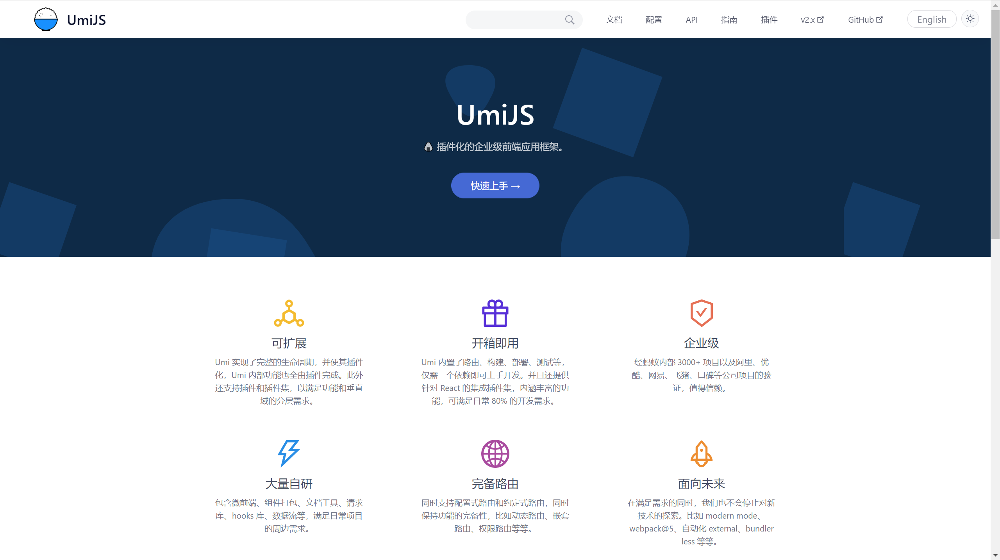 UmiJS
文档 配置 API 指南 插件 v2.x GitHub English
UmiJS
插件化的企业级前端应用框架。
快速上手 →
可扩展
Umi 实现了完整的生命周期，并使其插件
化，Umi 内部功能也全由插件完成。此外
还支持插件和插件集，以满足功能和垂直
域的分层需求。
开箱即用
Umi 内置了路由、构建、部署、测试等，
仅需一个依赖即可上手开发。并且还提供
针对 React 的集成插件集，内涵丰富的功
能，可满足日常 80% 的开发需求。
企业级
经蚂蚁内部 3000+ 项目以及阿里、优
酷、网易、飞猪、口碑等公司项目的验
证，值得信赖。
大量自研
包含微前端、组件打包、文档工具、请求
库、hooks 库、数据流等，满足日常项目
的周边需求。
完备路由
同时支持配置式路由和约定式路由，同时
保持功能的完备性，比如动态路由、嵌套
路由、权限路由等等。
面向未来
在满足需求的同时，我们也不会停止对新
技术的探索。比如 modern mode、
webpack@5、自动化 external、bundler
less 等等。